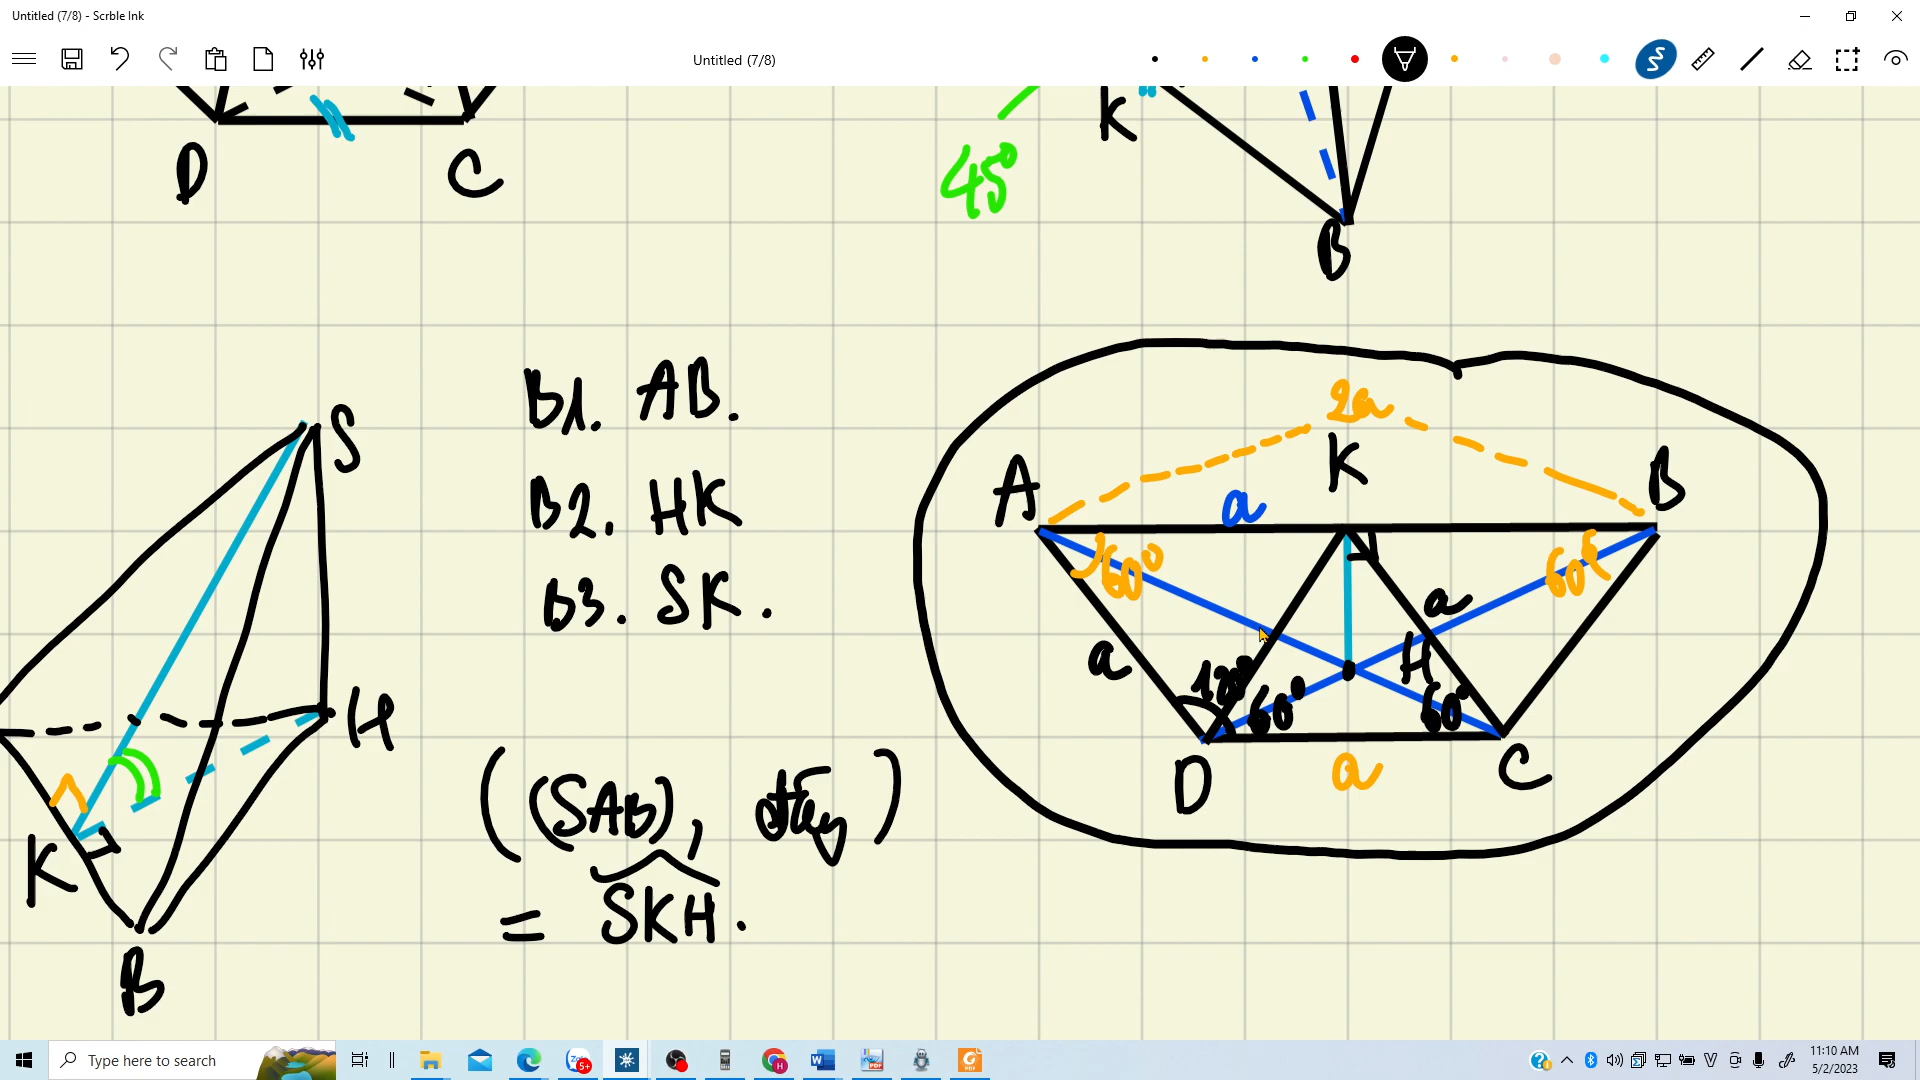 Untitled (7/8) - Scrble Ink
Untitled (7/8)
D
C
K
45°
B
S
H
K
B
B1. AB.
B2. HK
B3. SK.
((SAB), đáy)
= SKH.
2a
A
K
B
a
60°
60°
a
a
H
120°
60°
60°
D
a
C
Type here to search
11:10 AM
5/2/2023